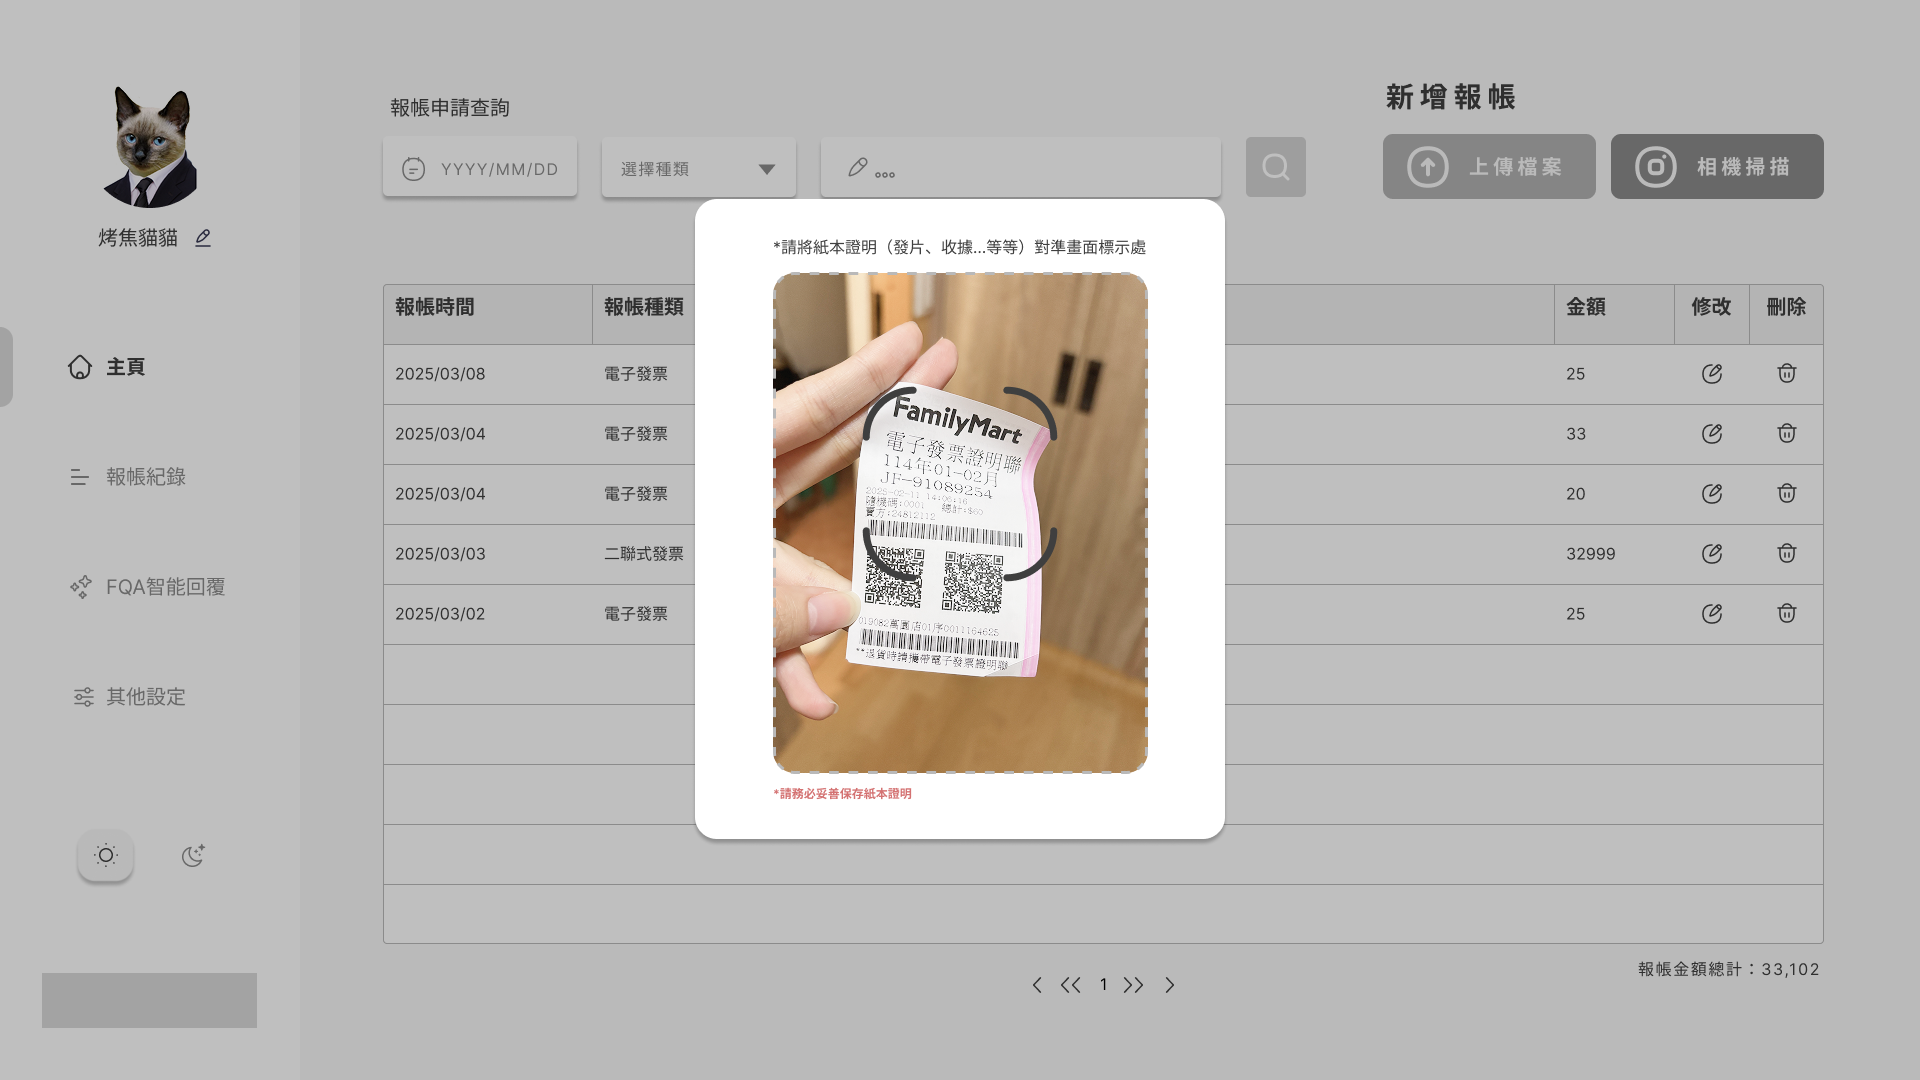 烤焦貓貓
主頁
報帳紀錄
FQA智能回覆
其他設定
報帳申請查詢
YYYY/MM/DD
選擇種類
新增報帳
上傳檔案
相機掃描
報帳時間 報帳種類 金額 修改 刪除
2025/03/08 電子發票 25
2025/03/04 電子發票 33
2025/03/04 電子發票 20
2025/03/03 二聯式發票 32999
2025/03/02 電子發票 25
*請將紙本證明（發片、收據...等等）對準畫面標示處
FamilyMart
電子發票證明聯
114年01-02月
JF-91089254
2025-02-11 14:06:16
隨機碼:0001 總計:$60
賣方:24812112
019082萬園店01序0011164625
**退貨時請攜帶電子發票證明聯
*請務必妥善保存紙本證明
< << 1 >> >
報帳金額總計：33,102